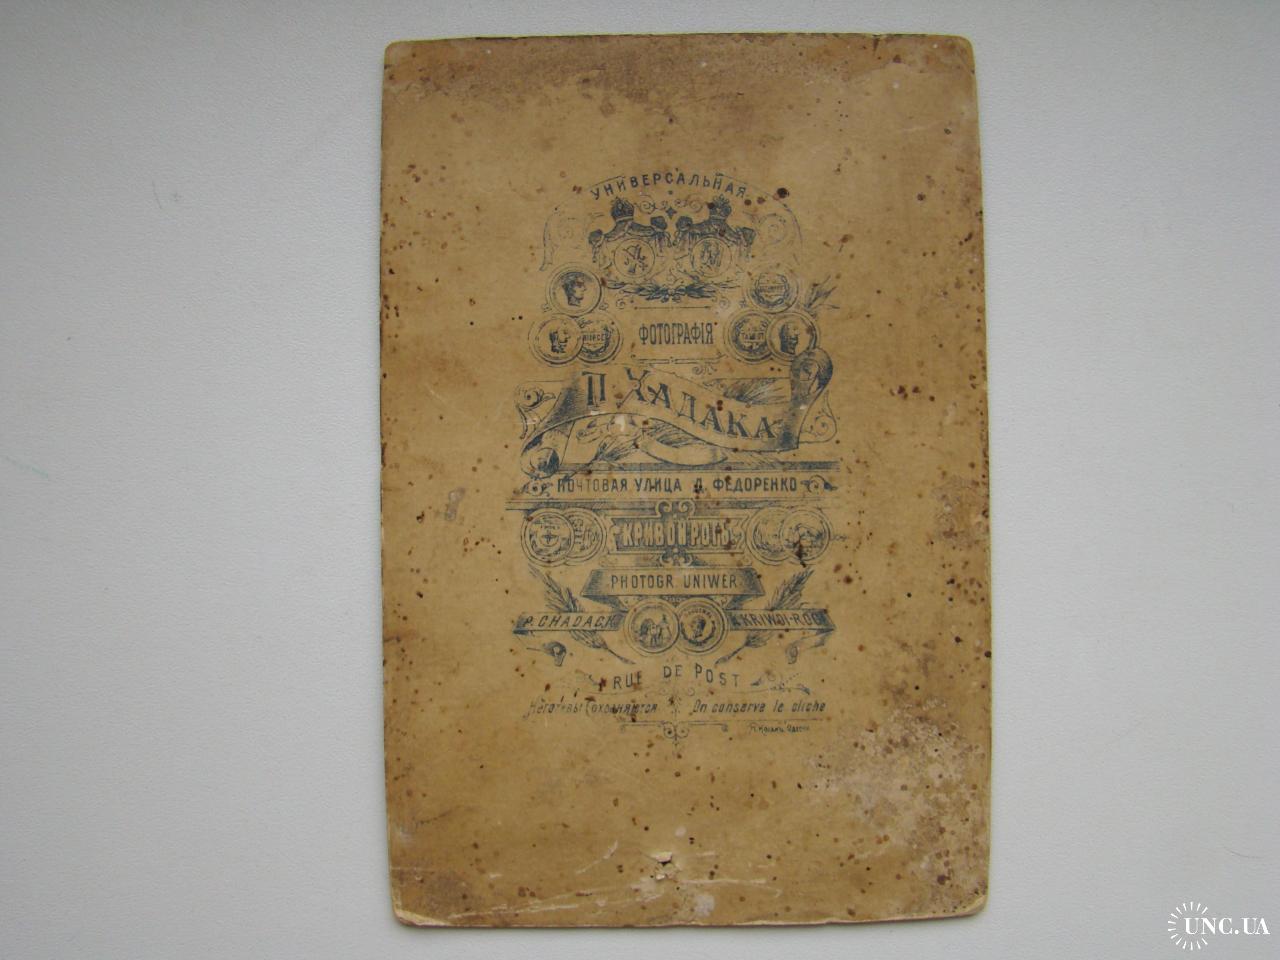 УНИВЕРСАЛЬНАЯ
ФОТОГРАФІЯ
П. ХАДАКА
ПОЧТОВАЯ УЛИЦА Д. ФЕДОРЕНКО
КРИВОЙ РОГЪ
PHOTOGR. UNIWER.
P. CHADACK KRIWOI-ROG
RUE DE POST
Негативы Сохраняются On conserve le cliche
Одесса
UNC.UA